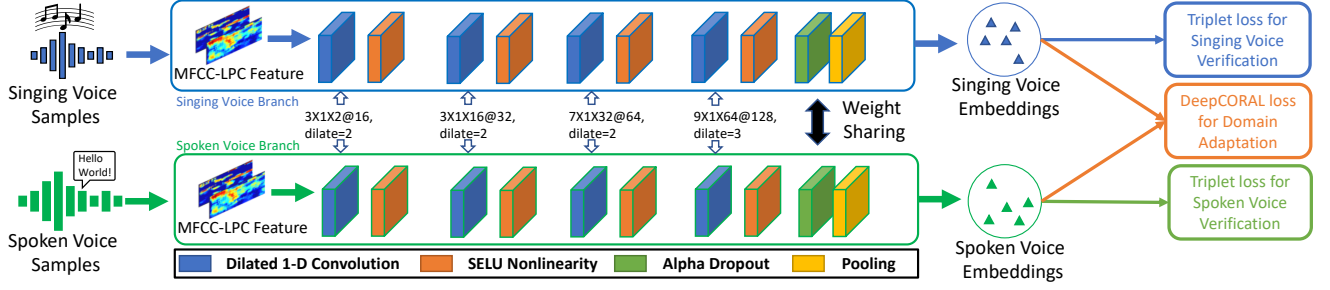 Singing Voice
Samples
MFCC-LPC Feature
Singing Voice Branch
3X1X2@16,
dilate=2
3X1X16@32,
dilate=2
7X1X32@64,
dilate=2
9X1X64@128,
dilate=3
Weight
Sharing
Singing Voice
Embeddings
Triplet loss for
Singing Voice
Verification
DeepCORAL loss
for Domain
Adaptation
Hello
World!
Spoken Voice
Samples
Spoken Voice Branch
MFCC-LPC Feature
Spoken Voice
Embeddings
Triplet loss for
Spoken Voice
Verification
Dilated 1-D Convolution
SELU Nonlinearity
Alpha Dropout
Pooling